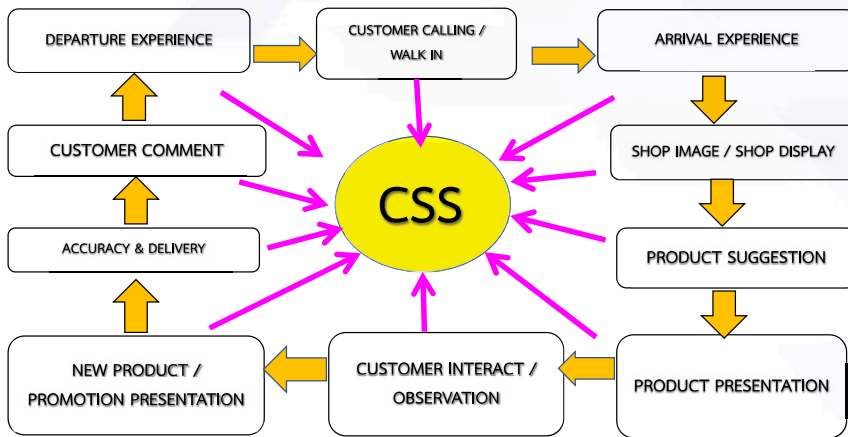 DEPARTURE EXPERIENCE
CUSTOMER CALLING /
WALK IN
ARRIVAL EXPERIENCE
CUSTOMER COMMENT
SHOP IMAGE / SHOP DISPLAY
CSS
ACCURACY & DELIVERY
PRODUCT SUGGESTION
NEW PRODUCT /
PROMOTION PRESENTATION
CUSTOMER INTERACT /
OBSERVATION
PRODUCT PRESENTATION